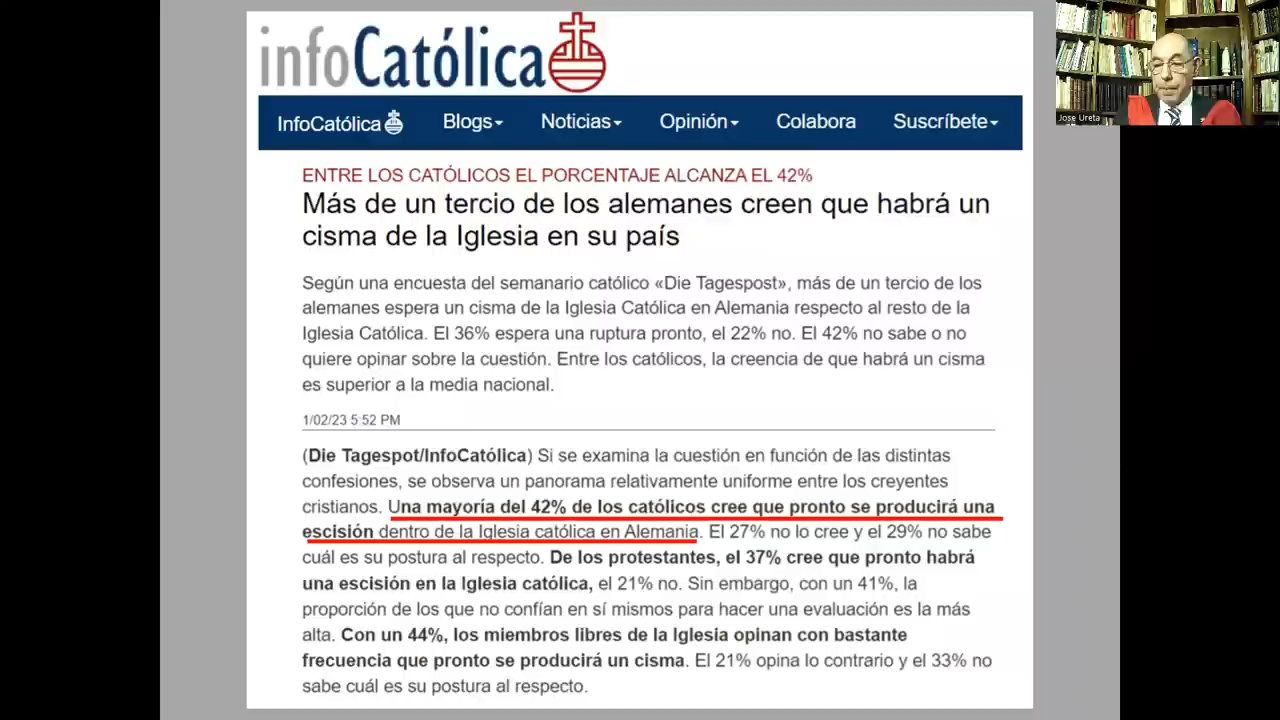 infoCatólica
InfoCatólica Blogs Noticias Opinión Colabora Suscríbete
ENTRE LOS CATÓLICOS EL PORCENTAJE ALCANZA EL 42%
Más de un tercio de los alemanes creen que habrá un
cisma de la Iglesia en su país
Según una encuesta del semanario católico «Die Tagespost», más de un tercio de los
alemanes espera un cisma de la Iglesia Católica en Alemania respecto al resto de la
Iglesia Católica. El 36% espera una ruptura pronto, el 22% no. El 42% no sabe o no
quiere opinar sobre la cuestión. Entre los católicos, la creencia de que habrá un cisma
es superior a la media nacional.
1/02/23 5:52 PM
(Die Tagespot/InfoCatólica) Si se examina la cuestión en función de las distintas
confesiones, se observa un panorama relativamente uniforme entre los creyentes
cristianos. Una mayoría del 42% de los católicos cree que pronto se producirá una
escisión dentro de la Iglesia católica en Alemania. El 27% no lo cree y el 29% no sabe
cuál es su postura al respecto. De los protestantes, el 37% cree que pronto habrá
una escisión en la Iglesia católica, el 21% no. Sin embargo, con un 41%, la
proporción de los que no confían en sí mismos para hacer una evaluación es la más
alta. Con un 44%, los miembros libres de la Iglesia opinan con bastante
frecuencia que pronto se producirá un cisma. El 21% opina lo contrario y el 33% no
sabe cuál es su postura al respecto.
Jose Ureta